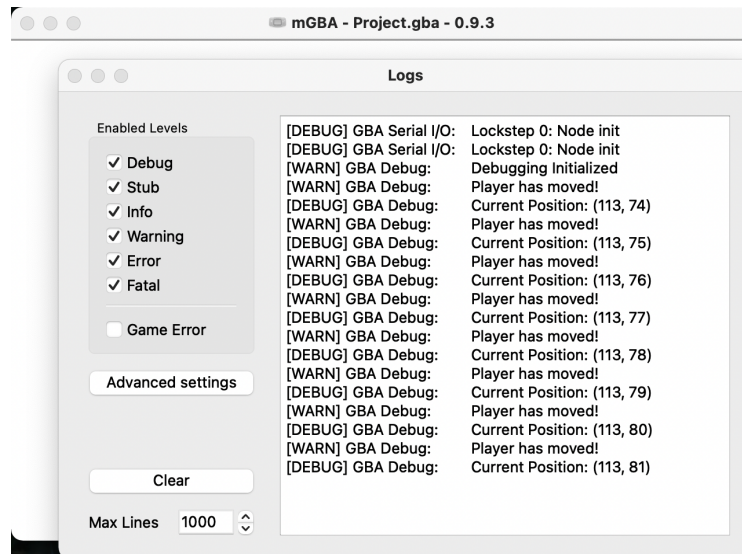 mGBA - Project.gba - 0.9.3
Logs
Enabled Levels
Debug
Stub
Info
Warning
Error
Fatal
Game Error
Advanced settings
Clear
Max Lines 1000
[DEBUG] GBA Serial I/O: Lockstep 0: Node init
[DEBUG] GBA Serial I/O: Lockstep 0: Node init
[WARN] GBA Debug: Debugging Initialized
[WARN] GBA Debug: Player has moved!
[DEBUG] GBA Debug: Current Position: (113, 74)
[WARN] GBA Debug: Player has moved!
[DEBUG] GBA Debug: Current Position: (113, 75)
[WARN] GBA Debug: Player has moved!
[DEBUG] GBA Debug: Current Position: (113, 76)
[WARN] GBA Debug: Player has moved!
[DEBUG] GBA Debug: Current Position: (113, 77)
[WARN] GBA Debug: Player has moved!
[DEBUG] GBA Debug: Current Position: (113, 78)
[WARN] GBA Debug: Player has moved!
[DEBUG] GBA Debug: Current Position: (113, 79)
[WARN] GBA Debug: Player has moved!
[DEBUG] GBA Debug: Current Position: (113, 80)
[WARN] GBA Debug: Player has moved!
[DEBUG] GBA Debug: Current Position: (113, 81)